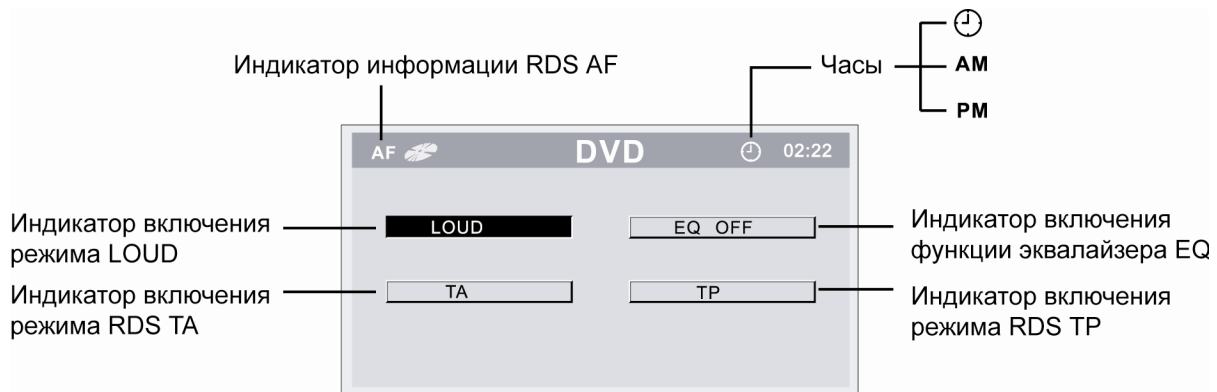 Индикатор информации RDS AF
Часы
AM
PM
AF DVD 02:22
Индикатор включения
режима LOUD
LOUD
EQ OFF
Индикатор включения
функции эквалайзера EQ
Индикатор включения
режима RDS TA
TA
TP
Индикатор включения
режима RDS TP